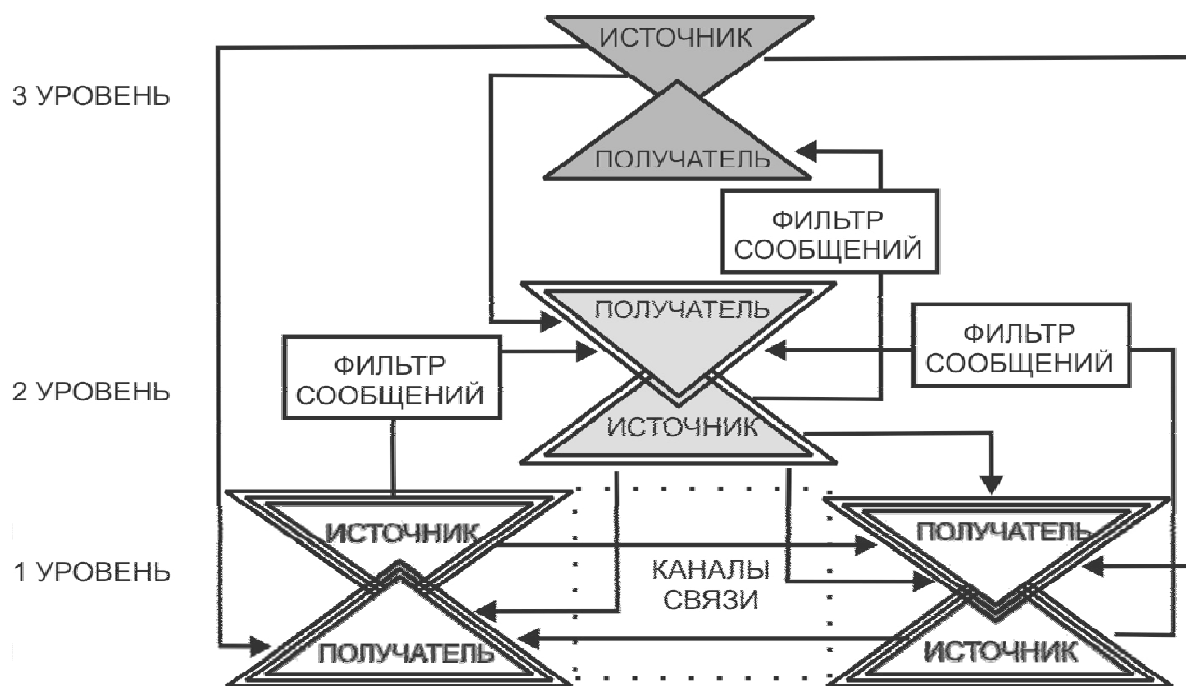 ИСТОЧНИК
3 УРОВЕНЬ
ПОЛУЧАТЕЛЬ
ФИЛЬТР
СООБЩЕНИЙ
ПОЛУЧАТЕЛЬ
ФИЛЬТР
СООБЩЕНИЙ
ФИЛЬТР
СООБЩЕНИЙ
2 УРОВЕНЬ
ИСТОЧНИК
ИСТОЧНИК
ПОЛУЧАТЕЛЬ
1 УРОВЕНЬ
КАНАЛЫ
СВЯЗИ
ПОЛУЧАТЕЛЬ
ИСТОЧНИК